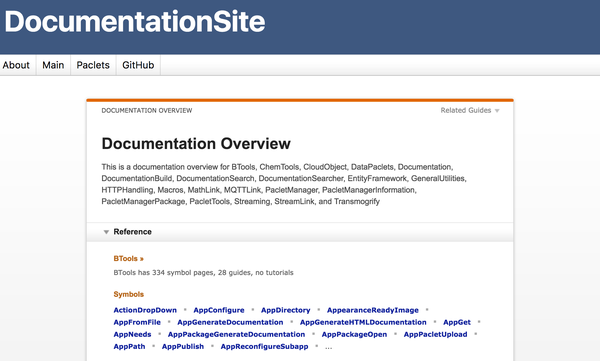 DocumentationSite
About Main Paclets GitHub
DOCUMENTATION OVERVIEW Related Guides
Documentation Overview
This is a documentation overview for BTools, ChemTools, CloudObject, DataPaclets, Documentation,
DocumentationBuild, DocumentationSearch, DocumentationSearcher, EntityFramework, GeneralUtilities,
HTTPHandling, Macros, MathLink, MQTTLink, PacletManager, PacletManagerInformation,
PacletManagerPackage, PacletTools, Streaming, StreamLink, and Transmogrify
Reference
BTools »
BTools has 334 symbol pages, 28 guides, no tutorials
Symbols
ActionDropDown • AppConfigure • AppDirectory • AppearanceReadyImage •
AppFromFile • AppGenerateDocumentation • AppGenerateHTMLDocumentation • AppGet •
AppNeeds • AppPackageGenerateDocumentation • AppPackageOpen • AppPacletUpload •
AppPath • AppPublish • AppReconfigureSubapp • ...